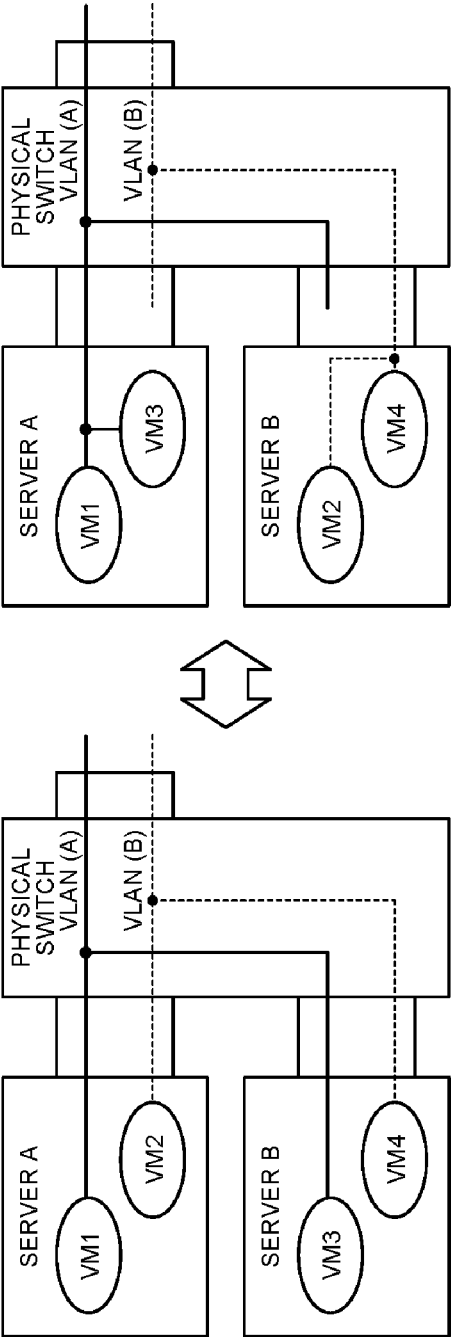 SERVER A
VM1
VM2
PHYSICAL
SWITCH
VLAN (A)
VLAN (B)
SERVER B
VM3
VM4
SERVER A
VM1
VM3
PHYSICAL
SWITCH
VLAN (A)
VLAN (B)
SERVER B
VM2
VM4